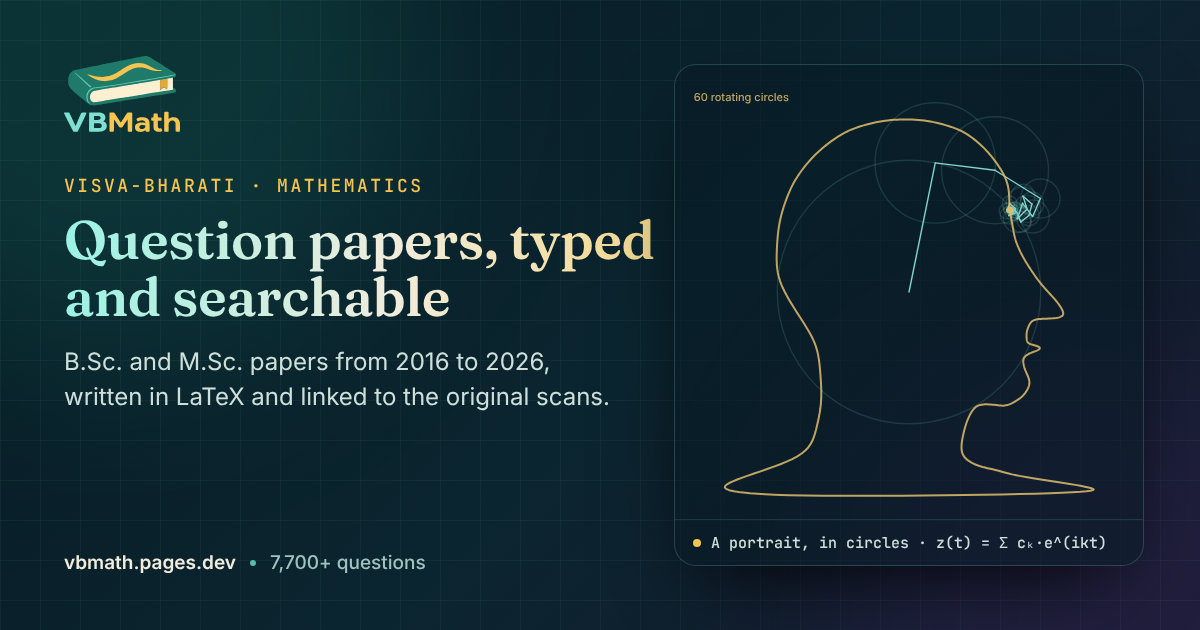 VBMath
VISVA-BHARATI · MATHEMATICS
Question papers, typed
and searchable
B.Sc. and M.Sc. papers from 2016 to 2026,
written in LaTeX and linked to the original scans.
vbmath.pages.dev • 7,700+ questions
60 rotating circles
A portrait, in circles · z(t) = Σ cₖ·e^(ikt)